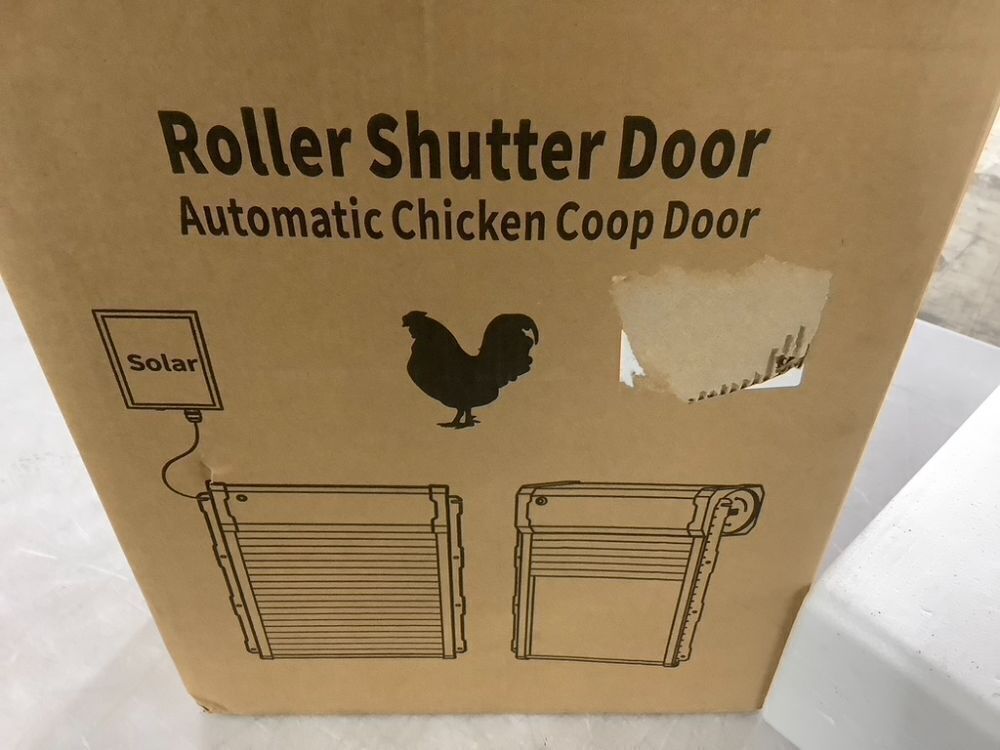 Roller Shutter Door
Automatic Chicken Coop Door
Solar